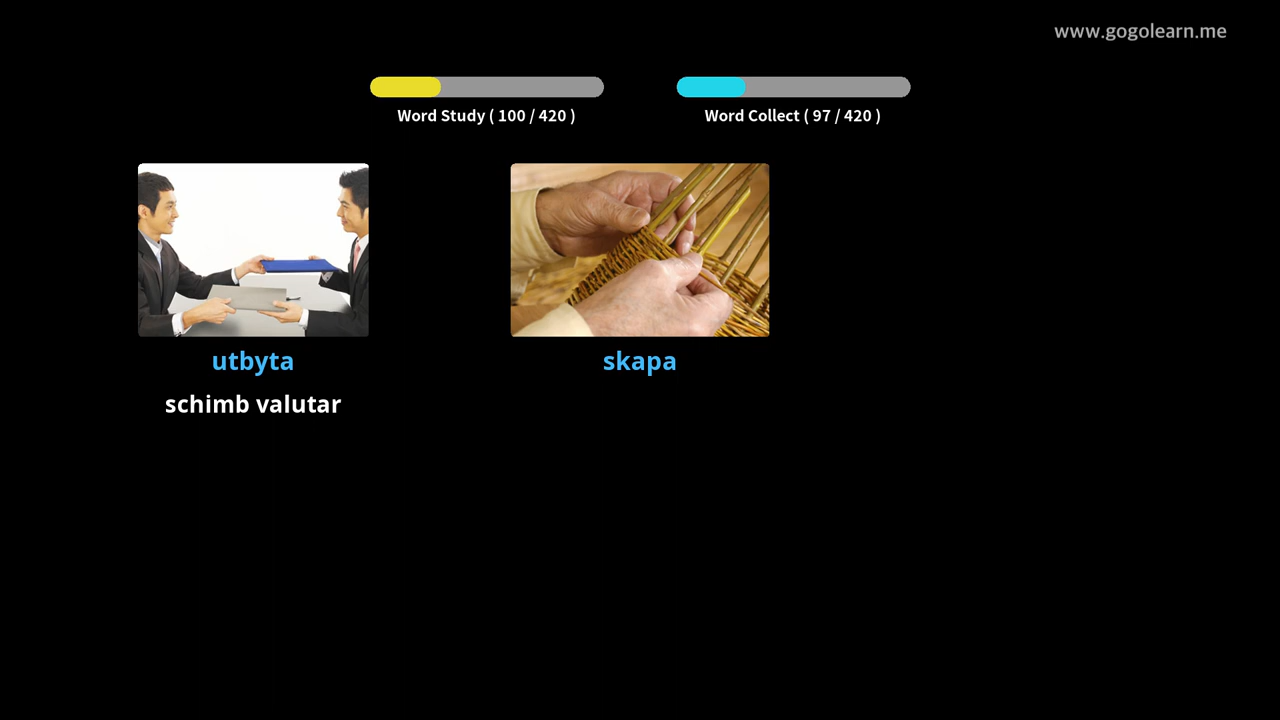 www.gogolearn.me
Word Study ( 100 / 420 )
Word Collect ( 97 / 420 )
utbyta
skapa
schimb valutar